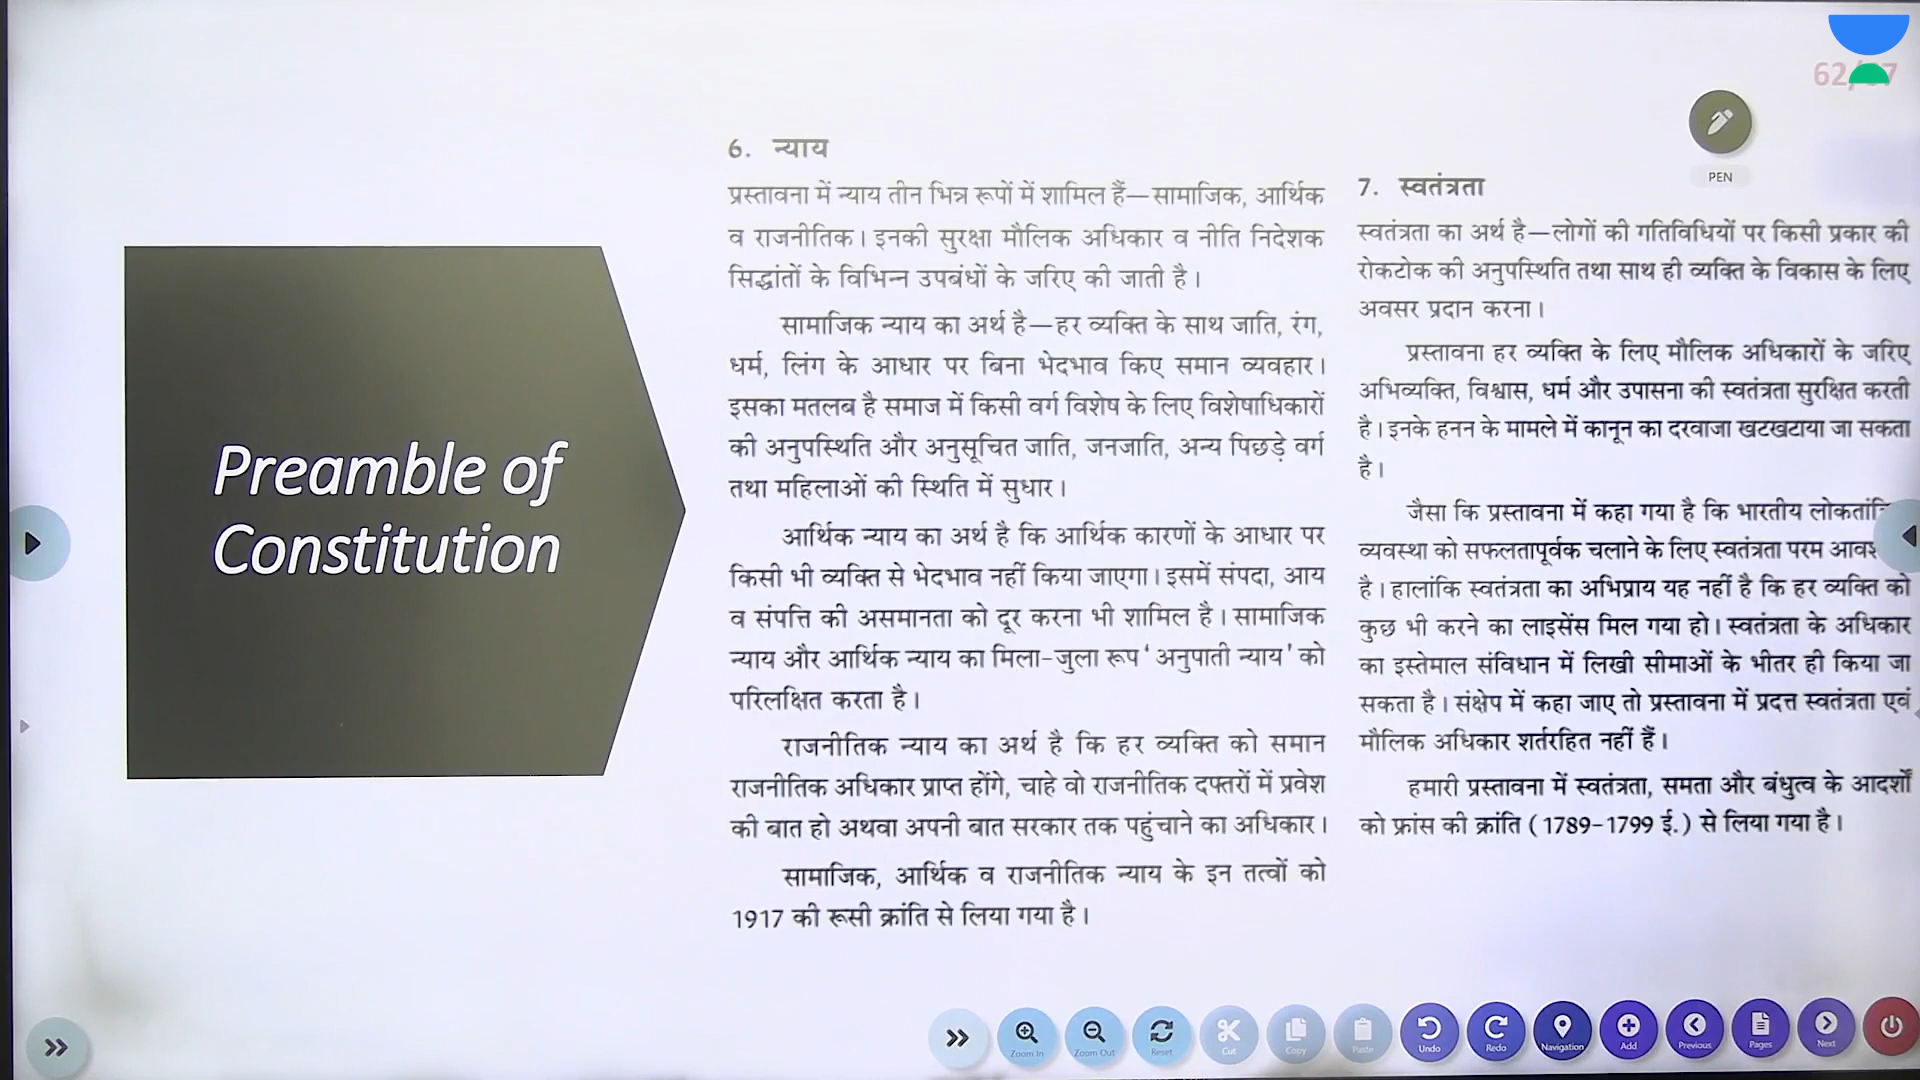 Preamble of
Constitution
6. न्याय
प्रस्तावना में न्याय तीन भिन्न रूपों में शामिल हैं—सामाजिक, आर्थिक
व राजनीतिक। इनकी सुरक्षा मौलिक अधिकार व नीति निदेशक
सिद्धांतों के विभिन्न उपबंधों के जरिए की जाती है।
सामाजिक न्याय का अर्थ है—हर व्यक्ति के साथ जाति, रंग,
धर्म, लिंग के आधार पर बिना भेदभाव किए समान व्यवहार।
इसका मतलब है समाज में किसी वर्ग विशेष के लिए विशेषाधिकारों
की अनुपस्थिति और अनुसूचित जाति, जनजाति, अन्य पिछड़े वर्ग
तथा महिलाओं की स्थिति में सुधार।
आर्थिक न्याय का अर्थ है कि आर्थिक कारणों के आधार पर
किसी भी व्यक्ति से भेदभाव नहीं किया जाएगा। इसमें संपदा, आय
व संपत्ति की असमानता को दूर करना भी शामिल है। सामाजिक
न्याय और आर्थिक न्याय का मिला-जुला रूप 'अनुपाती न्याय' को
परिलक्षित करता है।
राजनीतिक न्याय का अर्थ है कि हर व्यक्ति को समान
राजनीतिक अधिकार प्राप्त होंगे, चाहे वो राजनीतिक दफ्तरों में प्रवेश
की बात हो अथवा अपनी बात सरकार तक पहुंचाने का अधिकार।
सामाजिक, आर्थिक व राजनीतिक न्याय के इन तत्वों को
1917 की रूसी क्रांति से लिया गया है।
PEN
7. स्वतंत्रता
स्वतंत्रता का अर्थ है—लोगों की गतिविधियों पर किसी प्रकार की
रोकटोक की अनुपस्थिति तथा साथ ही व्यक्ति के विकास के लिए
अवसर प्रदान करना।
प्रस्तावना हर व्यक्ति के लिए मौलिक अधिकारों के जरिए
अभिव्यक्ति, विश्वास, धर्म और उपासना की स्वतंत्रता सुरक्षित करती
है। इनके हनन के मामले में कानून का दरवाजा खटखटाया जा सकता
है।
जैसा कि प्रस्तावना में कहा गया है कि भारतीय
व्यवस्था को सफलतापूर्वक चलाने के लिए स्वतंत्रता परम
है। हालांकि स्वतंत्रता का अभिप्राय यह नहीं है कि हर व्यक्ति को
कुछ भी करने का लाइसेंस मिल गया हो। स्वतंत्रता के अधिकार
का इस्तेमाल संविधान में लिखी सीमाओं के भीतर ही किया जा
सकता है। संक्षेप में कहा जाए तो प्रस्तावना में प्रदत्त स्वतंत्रता एवं
मौलिक अधिकार शर्तरहित नहीं हैं।
हमारी प्रस्तावना में स्वतंत्रता, समता और बंधुत्व के आदर्शों
को फ्रांस की क्रांति (1789-1799 ई.) से लिया गया है।
Zoom In Zoom Out Reset Cut Copy Paste Undo Redo Navigation Add Previous Pages Next